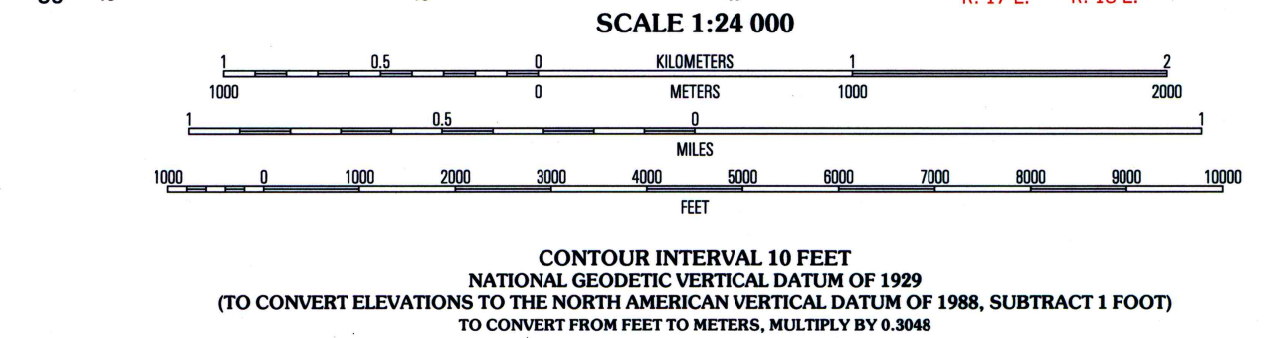 SCALE 1:24 000
1 0.5 0 KILOMETERS 1 2
1000 0 METERS 1000 2000
1 0.5 0 1
MILES
1000 0 1000 2000 3000 4000 5000 6000 7000 8000 9000 10000
FEET
CONTOUR INTERVAL 10 FEET
NATIONAL GEODETIC VERTICAL DATUM OF 1929
(TO CONVERT ELEVATIONS TO THE NORTH AMERICAN VERTICAL DATUM OF 1988, SUBTRACT 1 FOOT)
TO CONVERT FROM FEET TO METERS, MULTIPLY BY 0.3048